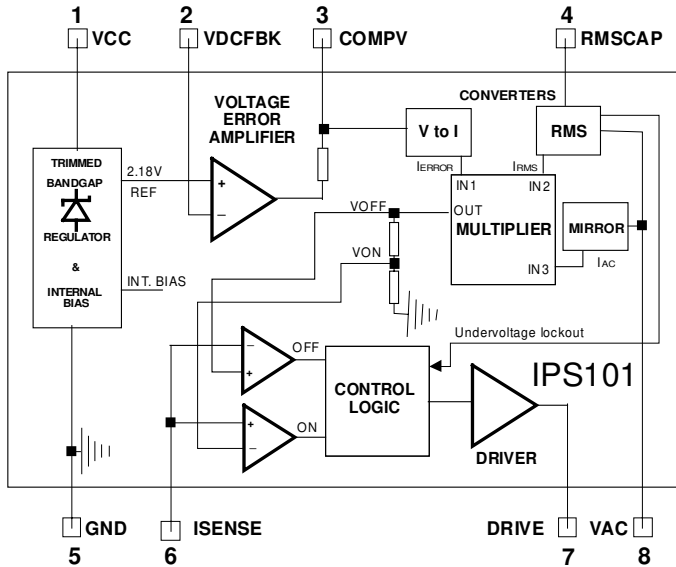 1
2
3
4
VCC
VDCFBK
COMPV
RMSCAP
VOLTAGE
ERROR
AMPLIFIER
CONVERTERS
V to I
RMS
IERROR
IRMS
TRIMMED
BANDGAP
REGULATOR
&
INTERNAL
BIAS
2.18V
REF
INT. BIAS
+
−
VOFF
VON
IN1
IN2
OUT
MULTIPLIER
IN3
MIRROR
IAC
Undervoltage lockout
IPS101
−
+
OFF
+
−
ON
CONTROL
LOGIC
DRIVER
GND
ISENSE
DRIVE
VAC
5
6
7
8